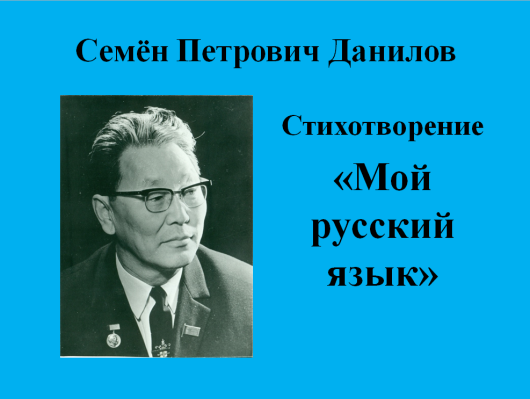 Семён Петрович Данилов
Стихотворение
«Мой
русский
язык»